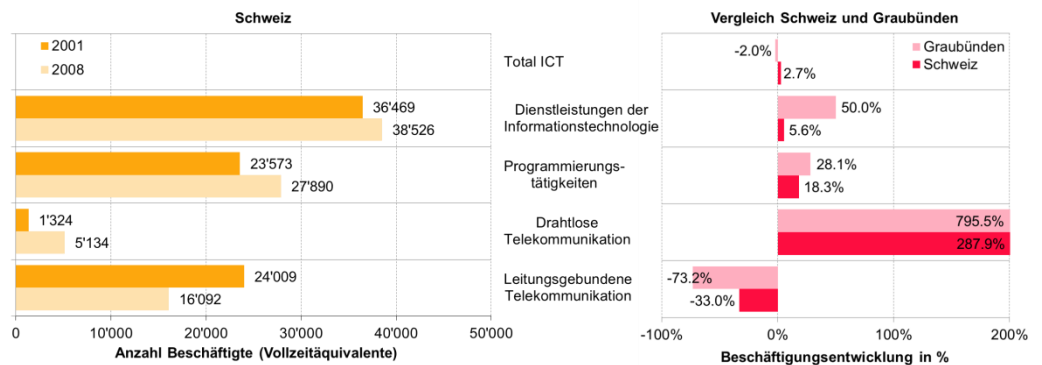 Schweiz
Vergleich Schweiz und Graubünden
2001
2008
Graubünden
Schweiz
Total ICT
-2.0%
2.7%
36'469
38'526
Dienstleistungen der
Informationstechnologie
50.0%
5.6%
23'573
27'890
Programmierungs-
tätigkeiten
28.1%
18.3%
1'324
5'134
Drahtlose
Telekommunikation
795.5%
287.9%
24'009
16'092
Leitungsgebundene
Telekommunikation
-73.2%
-33.0%
0 10'000 20'000 30'000 40'000 50'000
-100% 0% 100% 200%
Anzahl Beschäftigte (Vollzeitäquivalente)
Beschäftigungsentwicklung in %